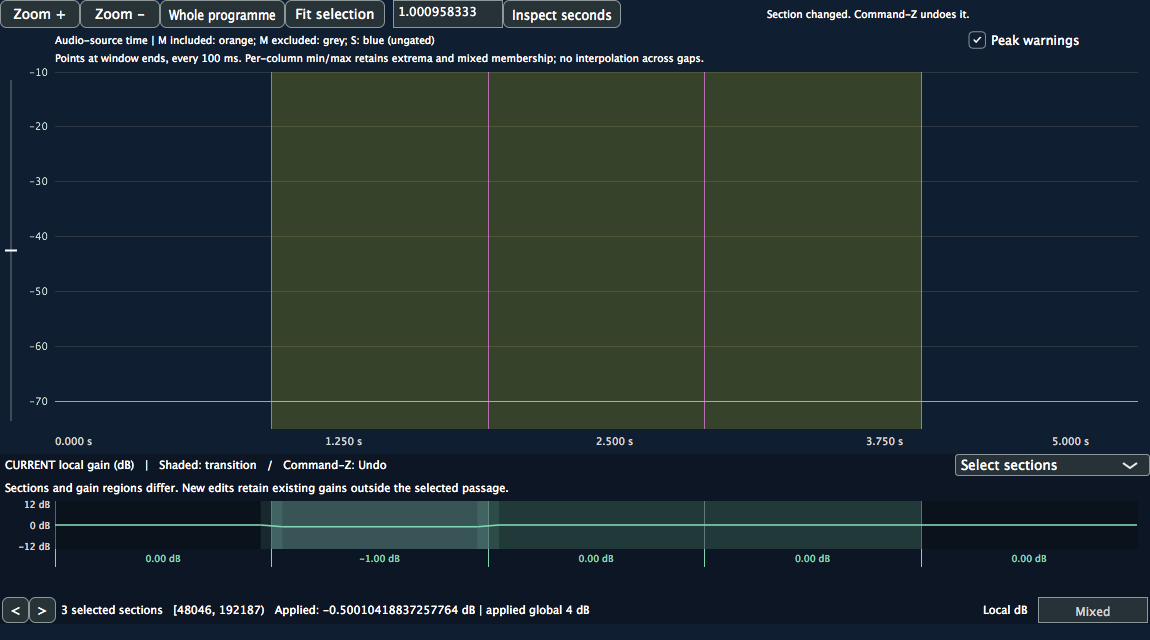 Zoom + Zoom − Whole programme Fit selection 1.000958333 Inspect seconds Section changed. Command-Z undoes it.
Audio-source time | M included: orange; M excluded: grey; S: blue (ungated) Peak warnings
Points at window ends, every 100 ms. Per-column min/max retains extrema and mixed membership; no interpolation across gaps.
-10
-20
-30
-40
-50
-60
-70
0.000 s 1.250 s 2.500 s 3.750 s 5.000 s
CURRENT local gain (dB) | Shaded: transition / Command-Z: Undo Select sections
Sections and gain regions differ. New edits retain existing gains outside the selected passage.
12 dB
0 dB
-12 dB
0.00 dB -1.00 dB 0.00 dB 0.00 dB 0.00 dB
< > 3 selected sections [48046, 192187) Applied: -0.50010418837257764 dB | applied global 4 dB Local dB Mixed